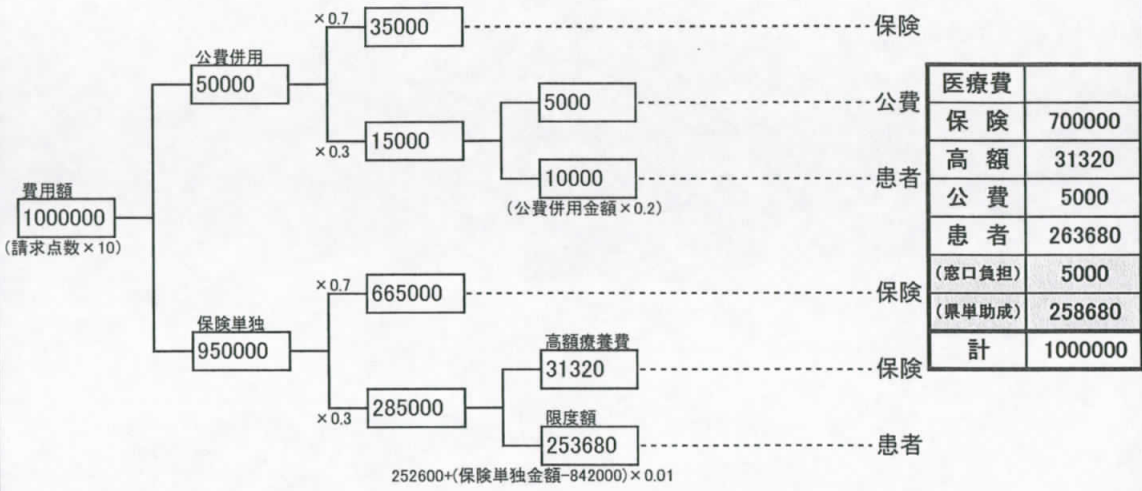 ×0.7
35000
保険
公費併用
50000
5000
公費
×0.3
15000
10000
患者
(公費併用金額×0.2)
費用額
1000000
(請求点数×10)
×0.7
665000
保険
保険単独
950000
高額療養費
31320
保険
×0.3
285000
限度額
253680
患者
252600+(保険単独金額-842000)×0.01
医療費
保 険 700000
高 額 31320
公 費 5000
患 者 263680
(窓口負担) 5000
(県単助成) 258680
計 1000000